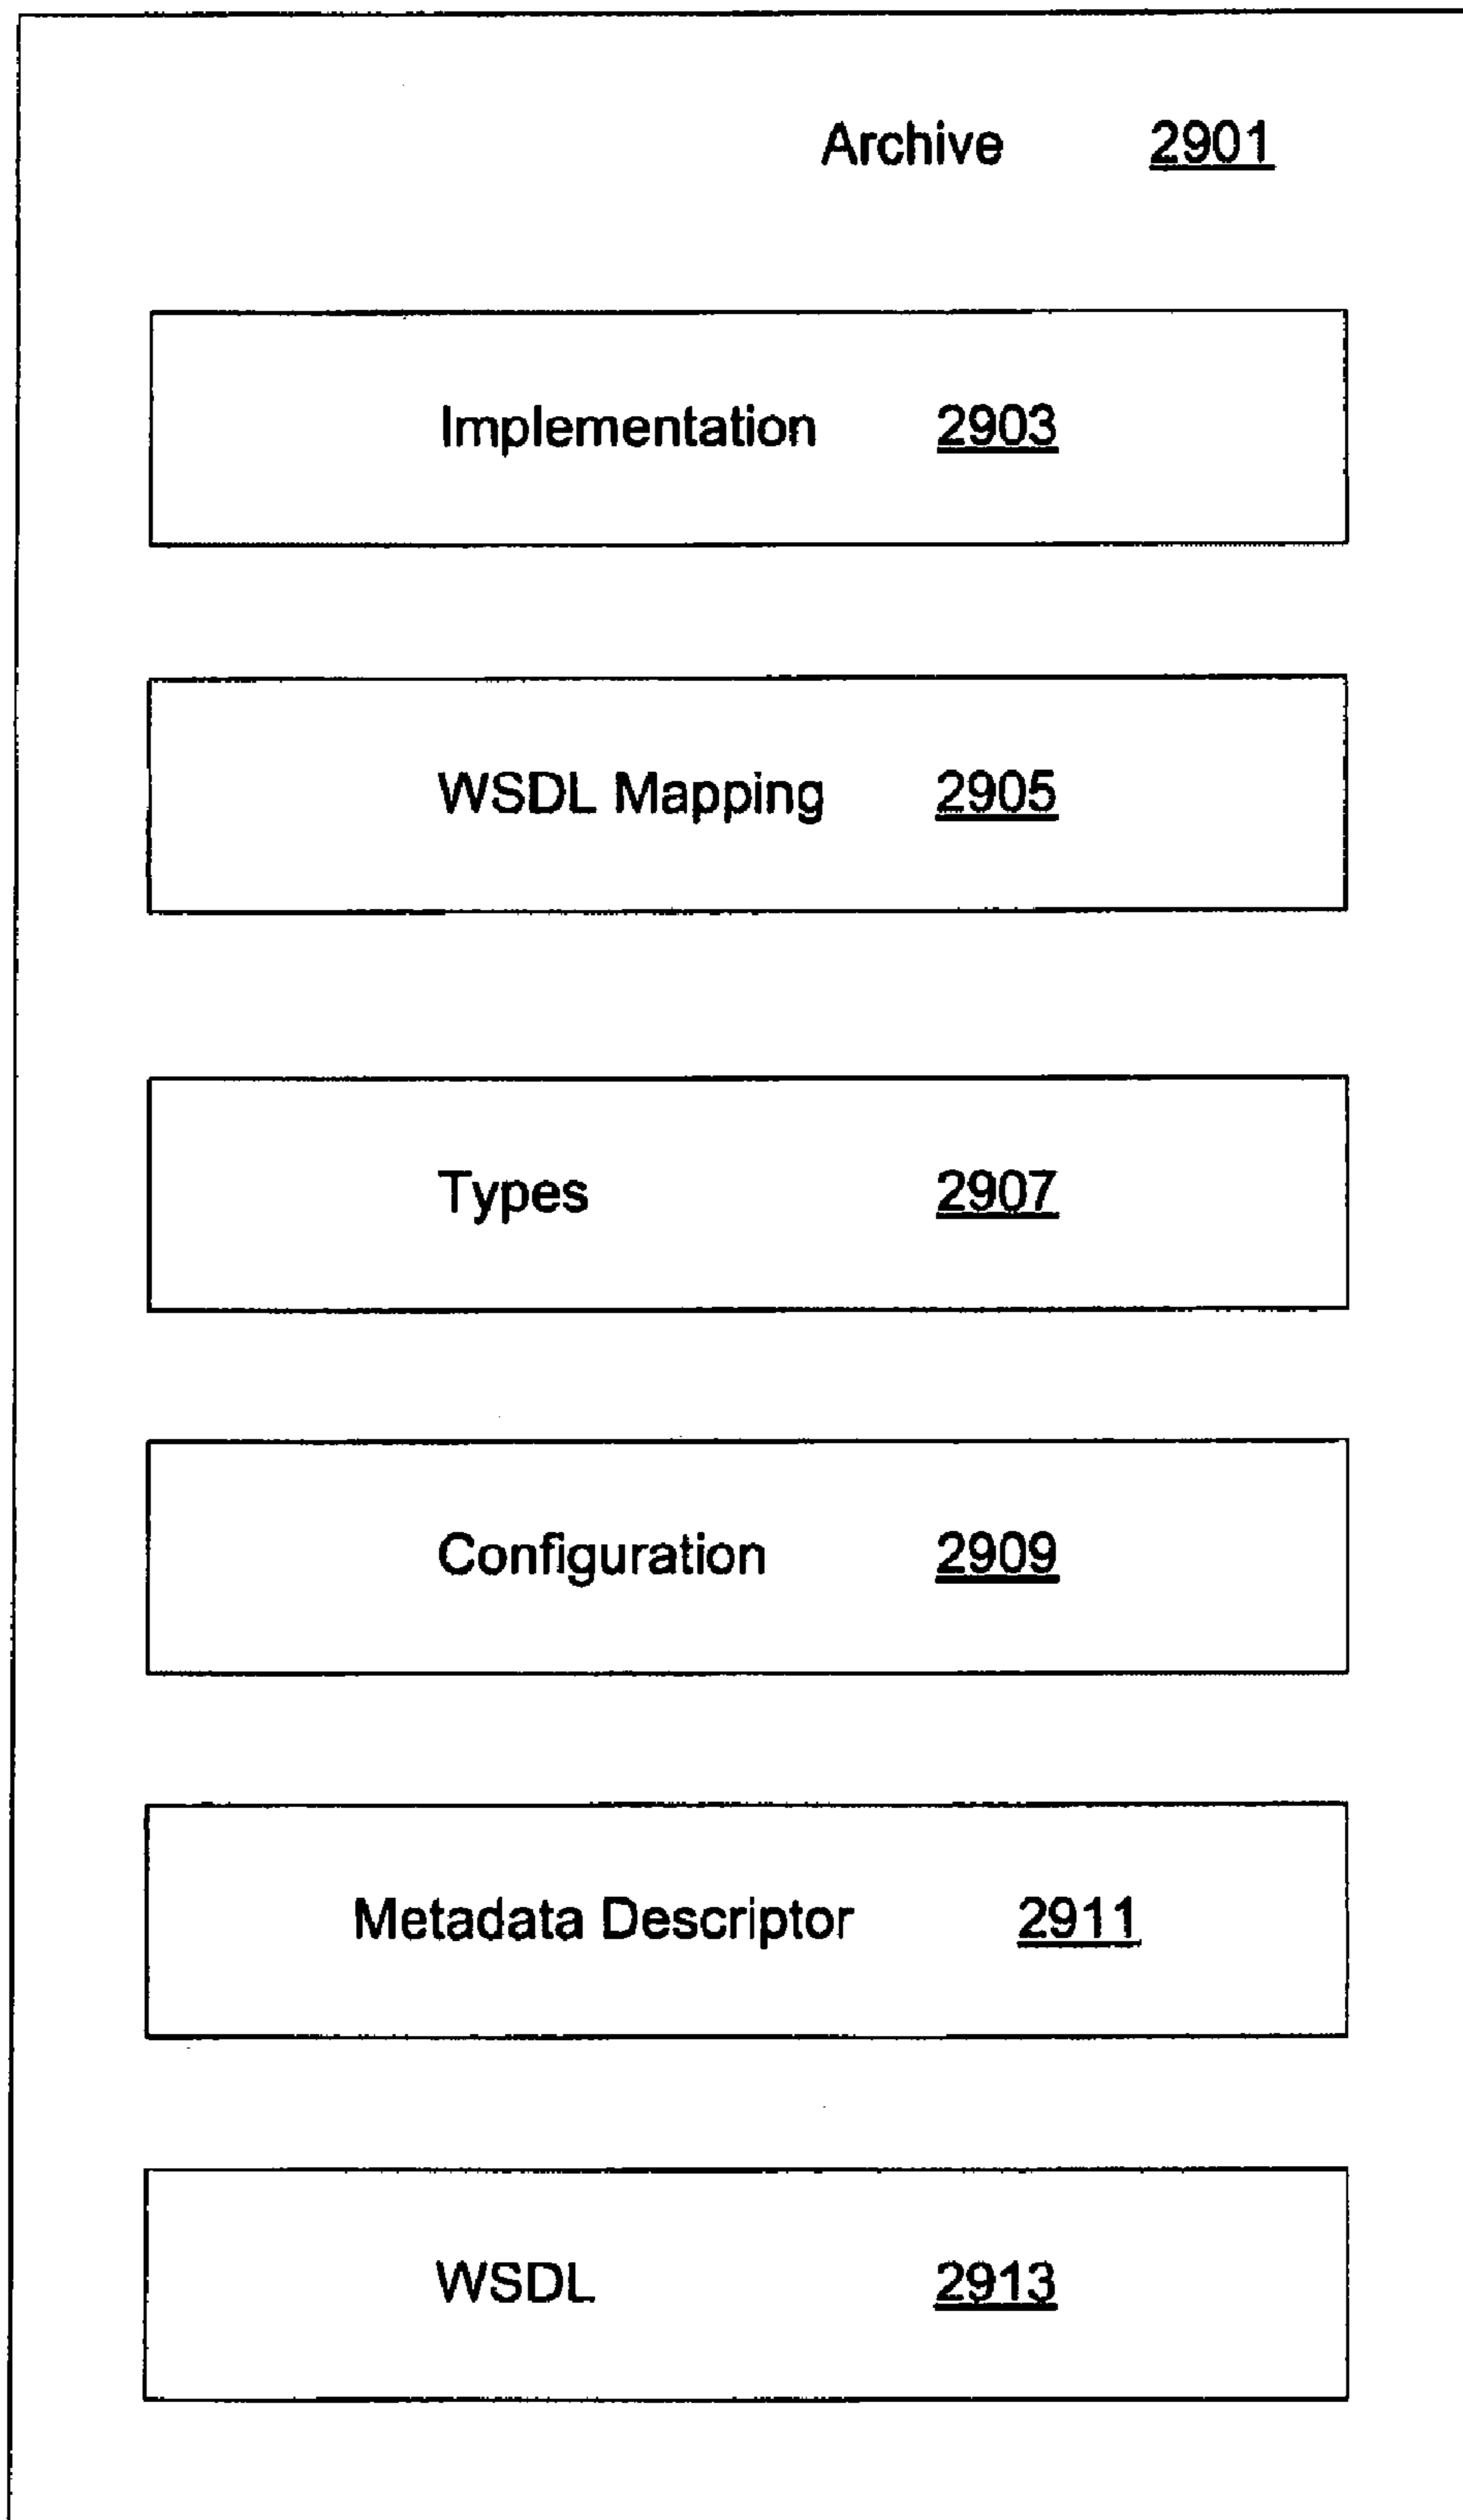 Archive 2901
Implementation 2903
WSDL Mapping 2905
Types 2907
Configuration 2909
Metadata Descriptor 2911
WSDL 2913